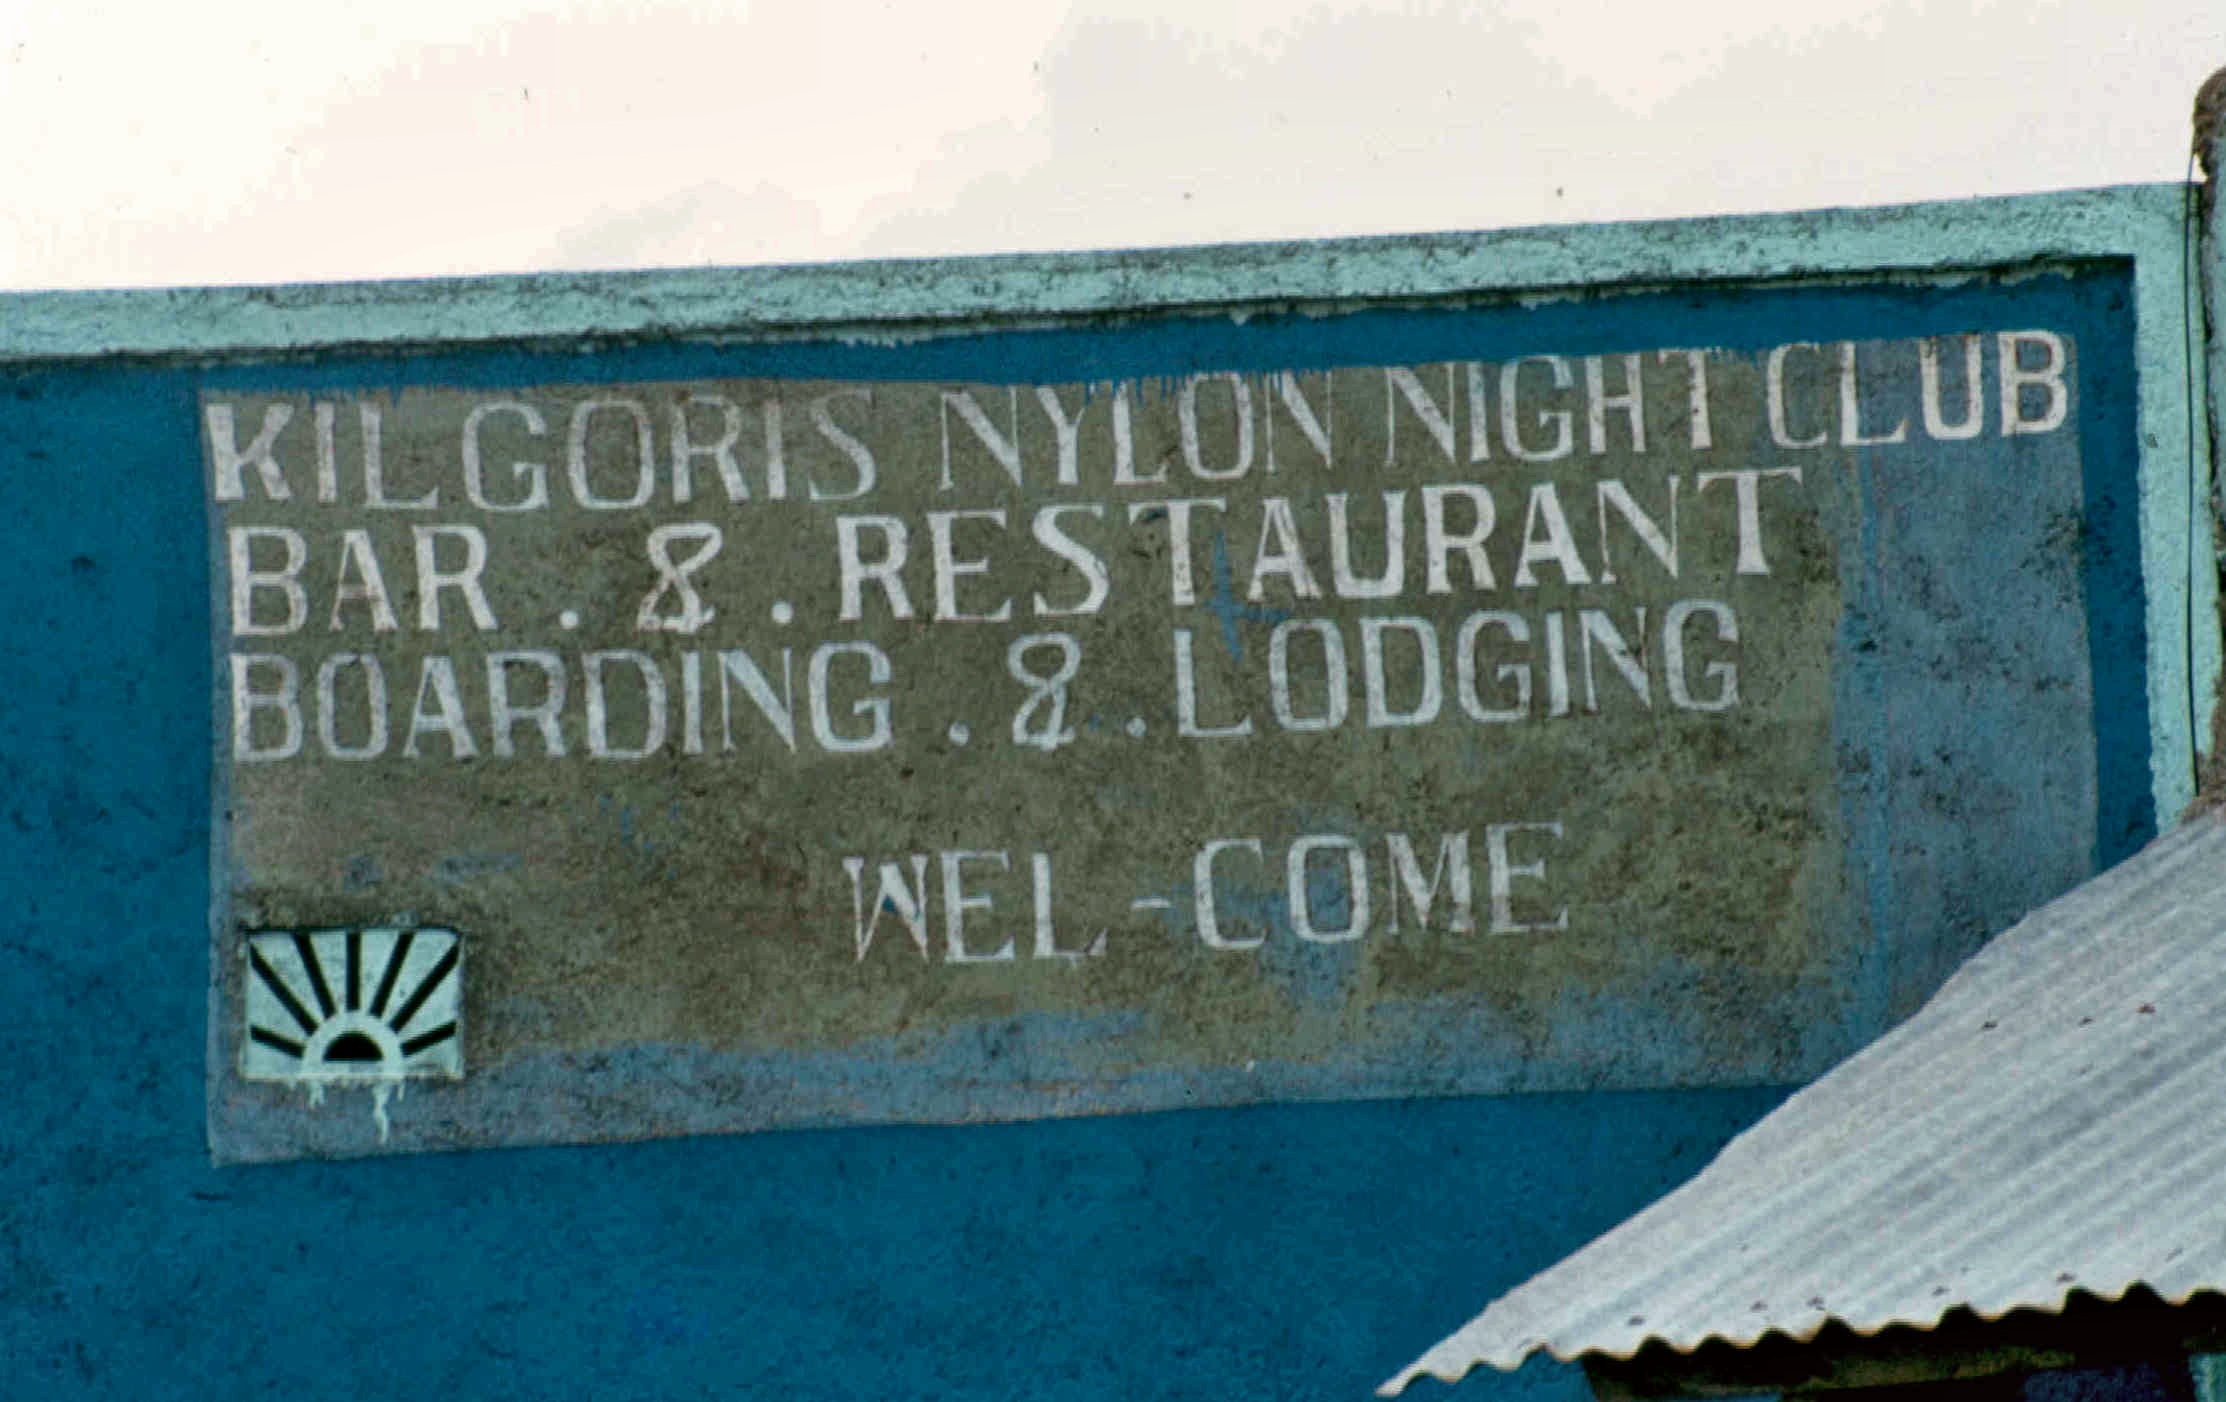 KILGORIS NYLON NIGHT CLUB
BAR . & . RESTAURANT
BOARDING . & . LODGING
WEL - COME